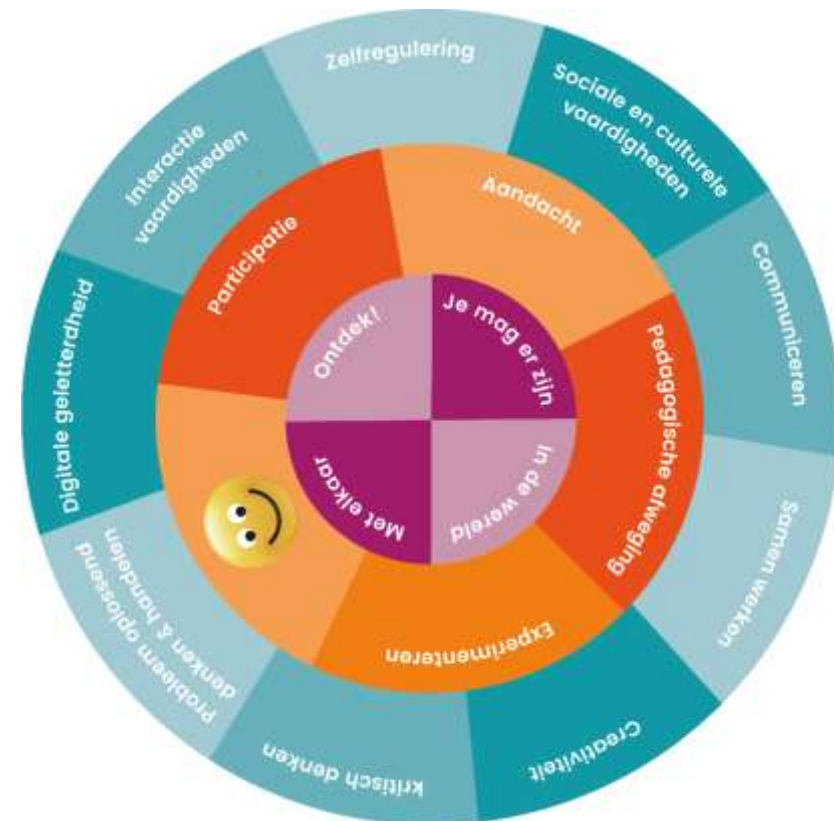 Zelfregulering
Sociale en culturele
vaardigheden
Communiceren
Samen werken
Creativiteit
kritisch denken
Probleem oplossend
denken & handelen
Digitale geletterdheid
Interactie
vaardigheden
Aandacht
Pedagogische afweging
Experimenteren
Participatie
Ontdek!
Je mag er zijn
In de wereld
Met elkaar